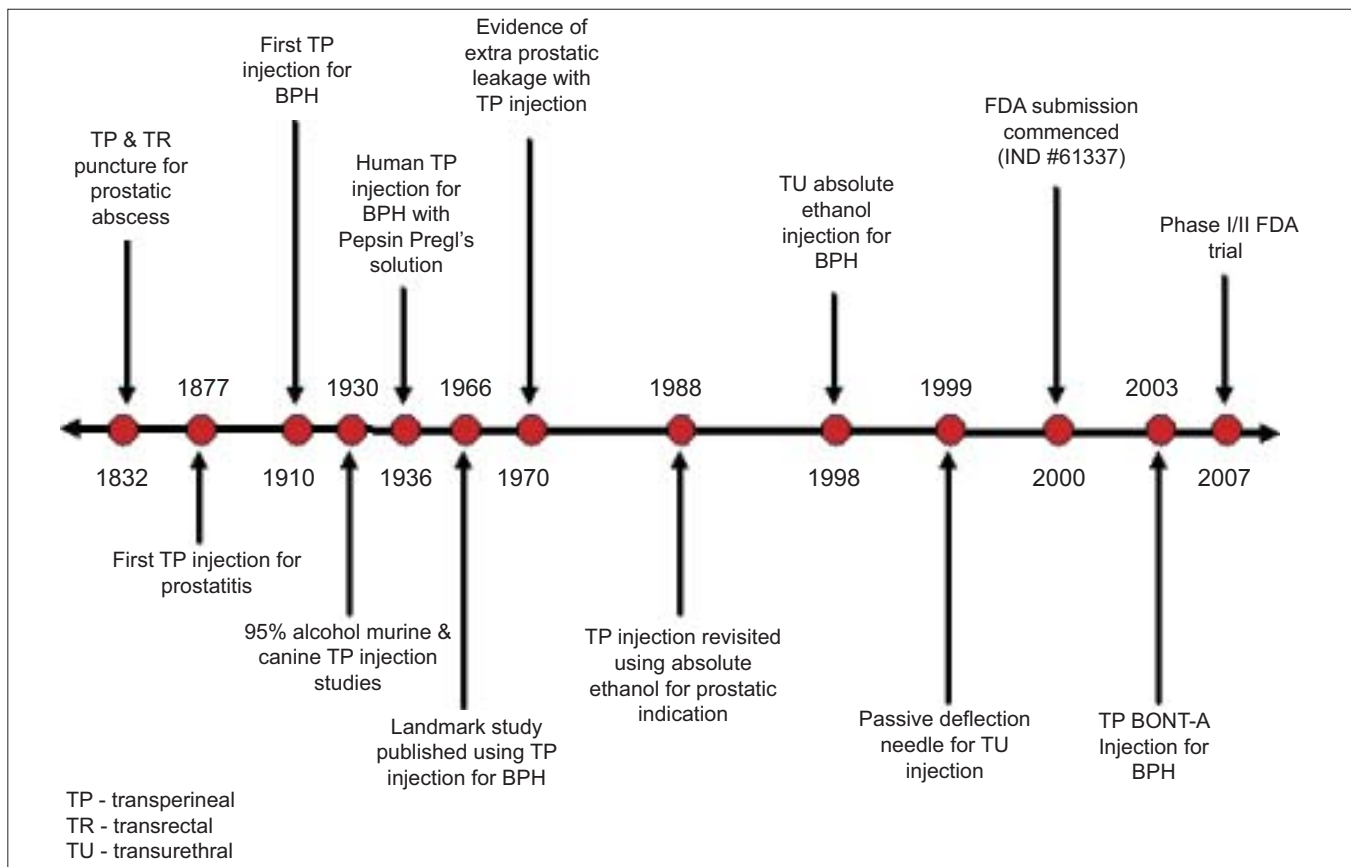 TP & TR
puncture for
prostatic
abscess
First TP
injection for
BPH
Human TP
injection for
BPH with
Pepsin Pregl's
solution
Evidence of
extra prostatic
leakage with
TP injection
TU absolute
ethanol
injection for
BPH
FDA submission
commenced
(IND #61337)
Phase I/II FDA
trial
1877
1930
1966
1988
1999
2003
1832
1910
1936
1970
1998
2000
2007
First TP injection for
prostatitis
95% alcohol murine &
canine TP injection
studies
Landmark study
published using TP
injection for BPH
TP injection revisited
using absolute
ethanol for prostatic
indication
Passive deflection
needle for TU
injection
TP BONT-A
Injection for
BPH
TP - transperineal
TR - transrectal
TU - transurethral